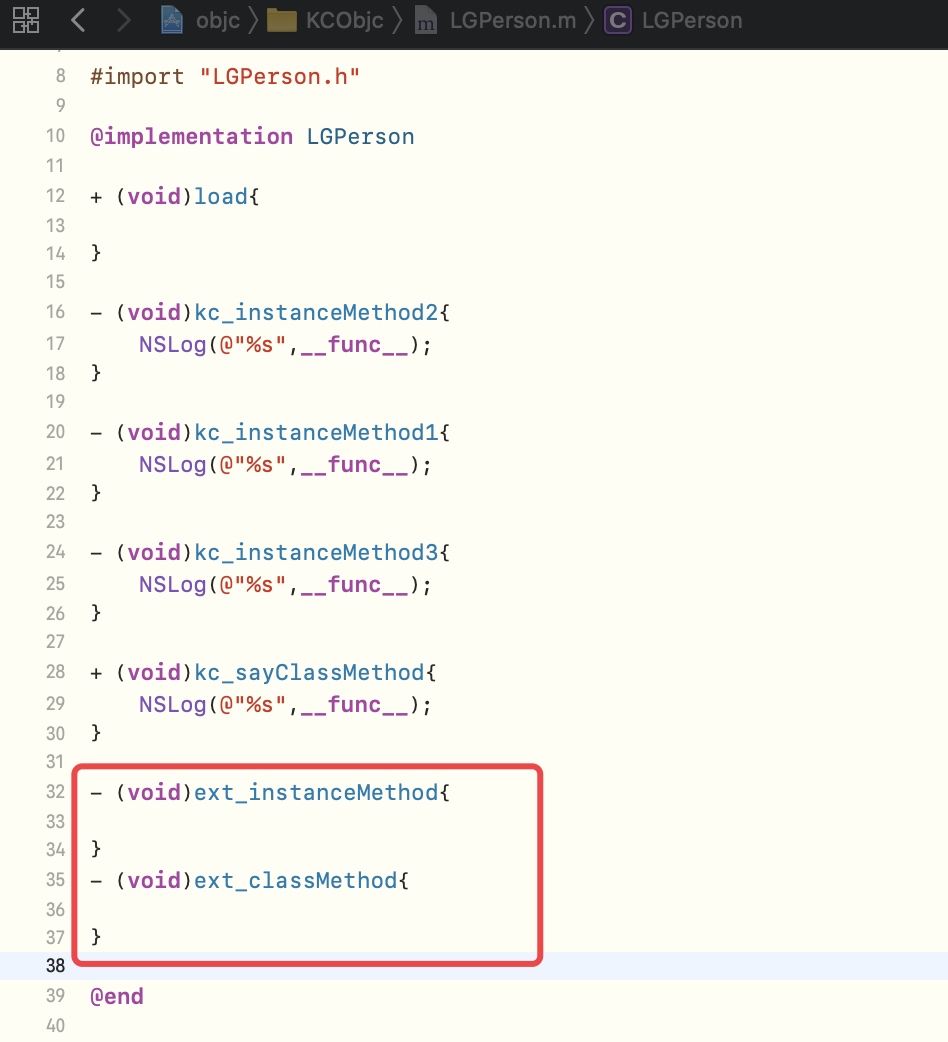 objc KCObjc LGPerson.m LGPerson
8 #import "LGPerson.h"
9
10 @implementation LGPerson
11
12 + (void)load{
13
14 }
15
16 - (void)kc_instanceMethod2{
17     NSLog(@"%s",__func__);
18 }
19
20 - (void)kc_instanceMethod1{
21     NSLog(@"%s",__func__);
22 }
23
24 - (void)kc_instanceMethod3{
25     NSLog(@"%s",__func__);
26 }
27
28 + (void)kc_sayClassMethod{
29     NSLog(@"%s",__func__);
30 }
31
32 - (void)ext_instanceMethod{
33
34 }
35 - (void)ext_classMethod{
36
37 }
38
39 @end
40